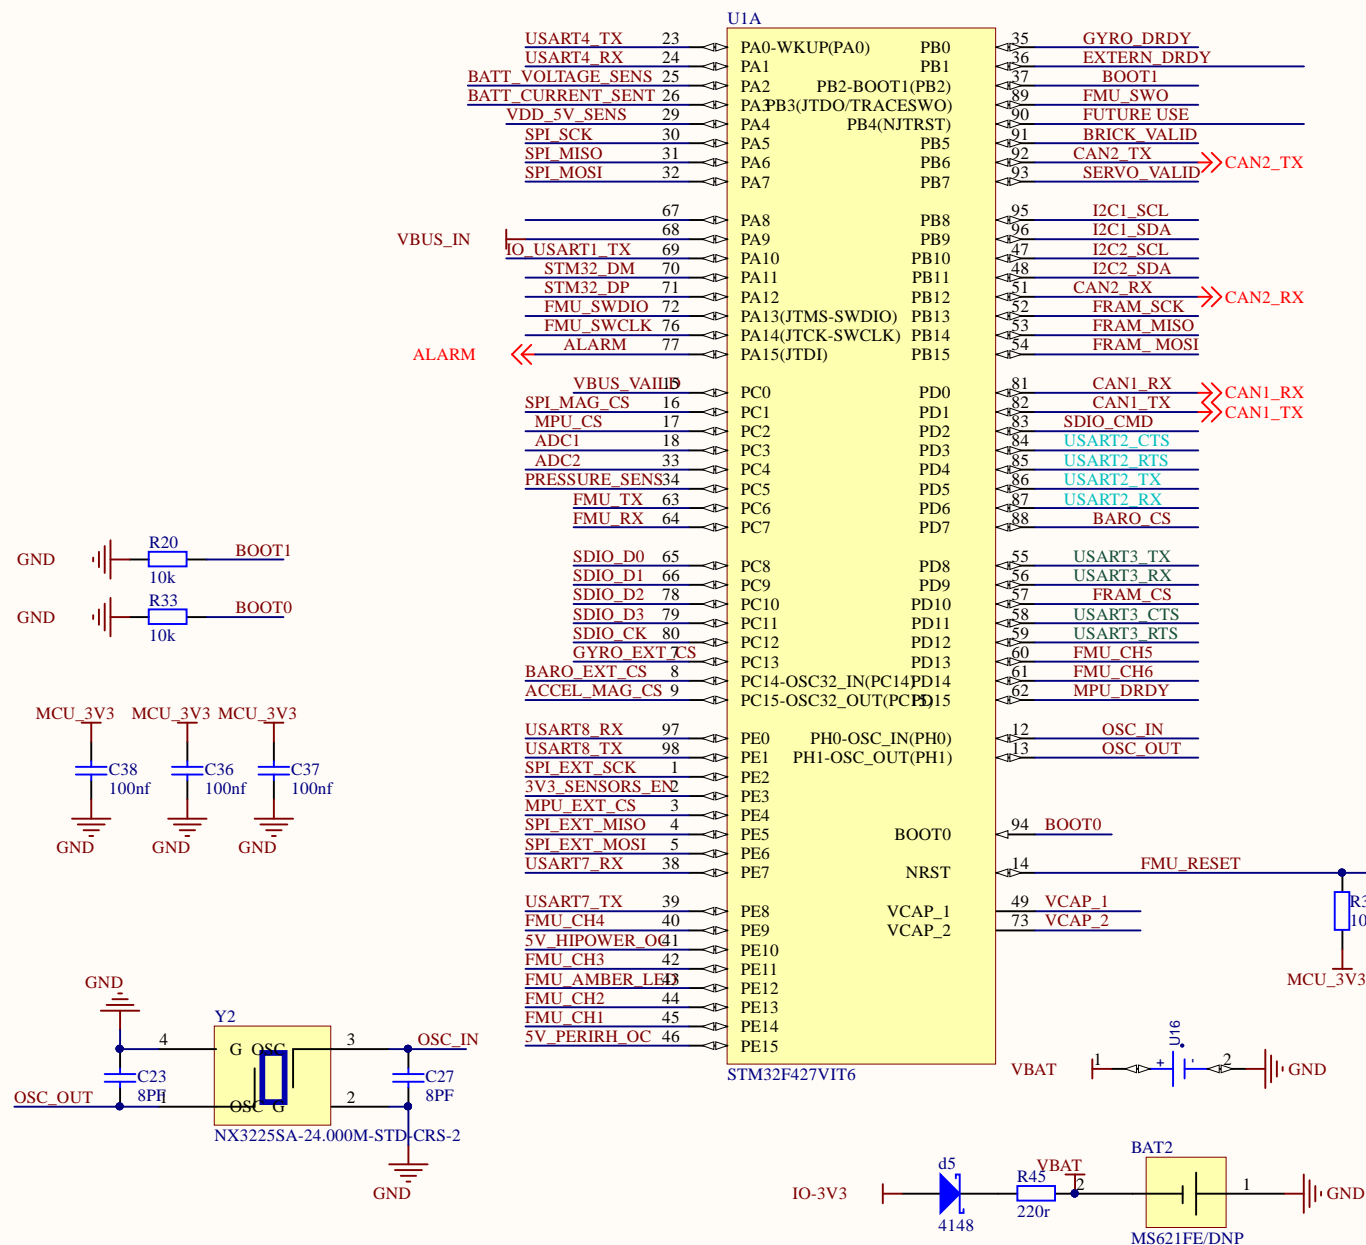 U1A
USART4_TX 23 PA0-WKUP(PA0) PB0 35 GYRO_DRDY
USART4_RX 24 PA1 PB1 36 EXTERN_DRDY
BATT_VOLTAGE_SENS 25 PA2 PB2-BOOT1(PB2) 37 BOOT1
BATT_CURRENT_SENT 26 PA3 PB3(JTDO/TRACESWO) 89 FMU_SWO
VDD_5V_SENS 29 PA4 PB4(NJTRST) 90 FUTURE USE
SPI_SCK 30 PA5 PB5 91 BRICK_VALID
SPI_MISO 31 PA6 PB6 92 CAN2_TX CAN2_TX
SPI_MOSI 32 PA7 PB7 93 SERVO_VALID
67 PA8 PB8 95 I2C1_SCL
VBUS_IN 68 PA9 PB9 96 I2C1_SDA
IO_USART1_TX 69 PA10 PB10 47 I2C2_SCL
STM32_DM 70 PA11 PB11 48 I2C2_SDA
STM32_DP 71 PA12 PB12 51 CAN2_RX CAN2_RX
FMU_SWDIO 72 PA13(JTMS-SWDIO) PB13 52 FRAM_SCK
FMU_SWCLK 76 PA14(JTCK-SWCLK) PB14 53 FRAM_MISO
ALARM ALARM 77 PA15(JTDI) PB15 54 FRAM_MOSI
VBUS_VAILD 15 PC0 PD0 81 CAN1_RX CAN1_RX
SPI_MAG_CS 16 PC1 PD1 82 CAN1_TX CAN1_TX
MPU_CS 17 PC2 PD2 83 SDIO_CMD
ADC1 18 PC3 PD3 84 USART2_CTS
ADC2 33 PC4 PD4 85 USART2_RTS
PRESSURE_SENS 34 PC5 PD5 86 USART2_TX
FMU_TX 63 PC6 PD6 87 USART2_RX
FMU_RX 64 PC7 PD7 88 BARO_CS
SDIO_D0 65 PC8 PD8 55 USART3_TX
SDIO_D1 66 PC9 PD9 56 USART3_RX
SDIO_D2 78 PC10 PD10 57 FRAM_CS
SDIO_D3 79 PC11 PD11 58 USART3_CTS
SDIO_CK 80 PC12 PD12 59 USART3_RTS
GYRO_EXT_CS 7 PC13 PD13 60 FMU_CH5
BARO_EXT_CS 8 PC14-OSC32_IN(PC14) PD14 61 FMU_CH6
ACCEL_MAG_CS 9 PC15-OSC32_OUT(PC15) PD15 62 MPU_DRDY
USART8_RX 97 PE0 PH0-OSC_IN(PH0) 12 OSC_IN
USART8_TX 98 PE1 PH1-OSC_OUT(PH1) 13 OSC_OUT
SPI_EXT_SCK 1 PE2
3V3_SENSORS_EN 2 PE3
MPU_EXT_CS 3 PE4
SPI_EXT_MISO 4 PE5 BOOT0 94 BOOT0
SPI_EXT_MOSI 5 PE6
USART7_RX 38 PE7 NRST 14 FMU_RESET
USART7_TX 39 PE8 VCAP_1 49 VCAP_1
FMU_CH4 40 PE9 VCAP_2 73 VCAP_2
5V_HIPOWER_OC 41 PE10
FMU_CH3 42 PE11
FMU_AMBER_LED 43 PE12
FMU_CH2 44 PE13
FMU_CH1 45 PE14
5V_PERIRH_OC 46 PE15
STM32F427VIT6
GND R20 BOOT1
10k
GND R33 BOOT0
10k
MCU_3V3 MCU_3V3 MCU_3V3
C38 C36 C37
100nf 100nf 100nf
GND GND GND
MCU_3V3
GND
Y2
4 G OSC 3 OSC_IN
C23 C27
8PF 8PF
OSC_OUT 1 OSC G 2
NX3225SA-24.000M-STD-CRS-2
GND
U16
VBAT 1 + - 2 GND
BAT2
d5 R45 VBAT
IO-3V3 2 1 GND
4148 220r
MS621FE/DNP